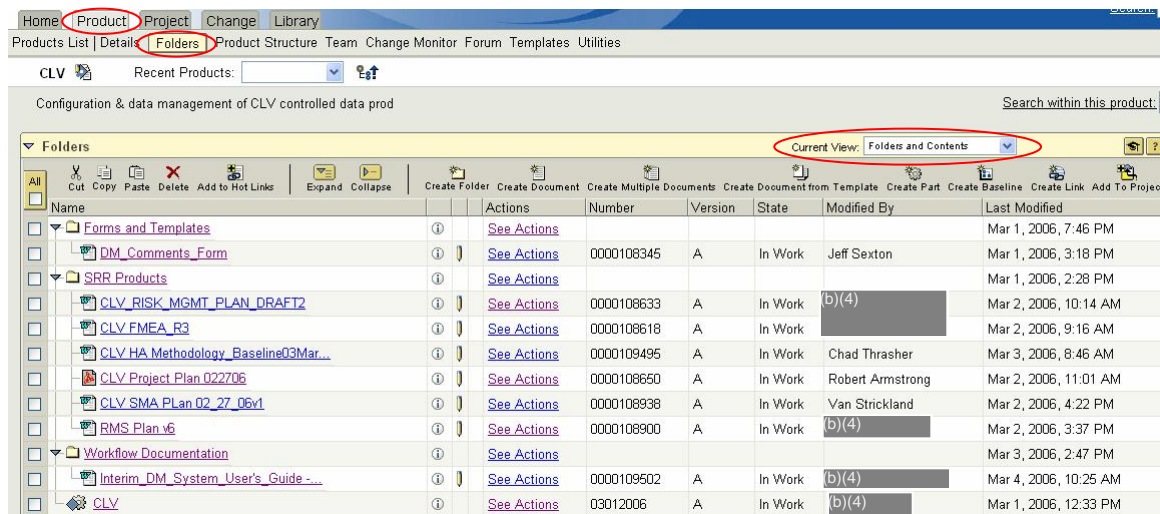 Home Product Project Change Library
Search:
Products List | Details Folders Product Structure Team Change Monitor Forum Templates Utilities
CLV Recent Products:
Configuration & data management of CLV controlled data prod Search within this product:
Folders Current View: Folders and Contents ?
All Cut Copy Paste Delete Add to Hot Links Expand Collapse Create Folder Create Document Create Multiple Documents Create Document from Template Create Part Create Baseline Create Link Add To Projec
Name Actions Number Version State Modified By Last Modified
Forms and Templates See Actions Mar 1, 2006, 7:46 PM
DM_Comments_Form See Actions 0000108345 A In Work Jeff Sexton Mar 1, 2006, 3:18 PM
SRR Products See Actions Mar 1, 2006, 2:28 PM
CLV_RISK_MGMT_PLAN_DRAFT2 See Actions 0000108633 A In Work (b)(4) Mar 2, 2006, 10:14 AM
CLV FMEA_R3 See Actions 0000108618 A In Work Mar 2, 2006, 9:16 AM
CLV HA Methodology_Baseline03Mar... See Actions 0000109495 A In Work Chad Thrasher Mar 3, 2006, 8:46 AM
CLV Project Plan 022706 See Actions 0000108650 A In Work Robert Armstrong Mar 2, 2006, 11:01 AM
CLV SMA PLan 02_27_06v1 See Actions 0000108938 A In Work Van Strickland Mar 2, 2006, 4:22 PM
RMS Plan v6 See Actions 0000108900 A In Work (b)(4) Mar 2, 2006, 3:37 PM
Workflow Documentation See Actions Mar 3, 2006, 2:47 PM
Interim_DM_System_User's_Guide -... See Actions 0000109502 A In Work (b)(4) Mar 4, 2006, 10:25 AM
CLV See Actions 03012006 A In Work (b)(4) Mar 1, 2006, 12:33 PM